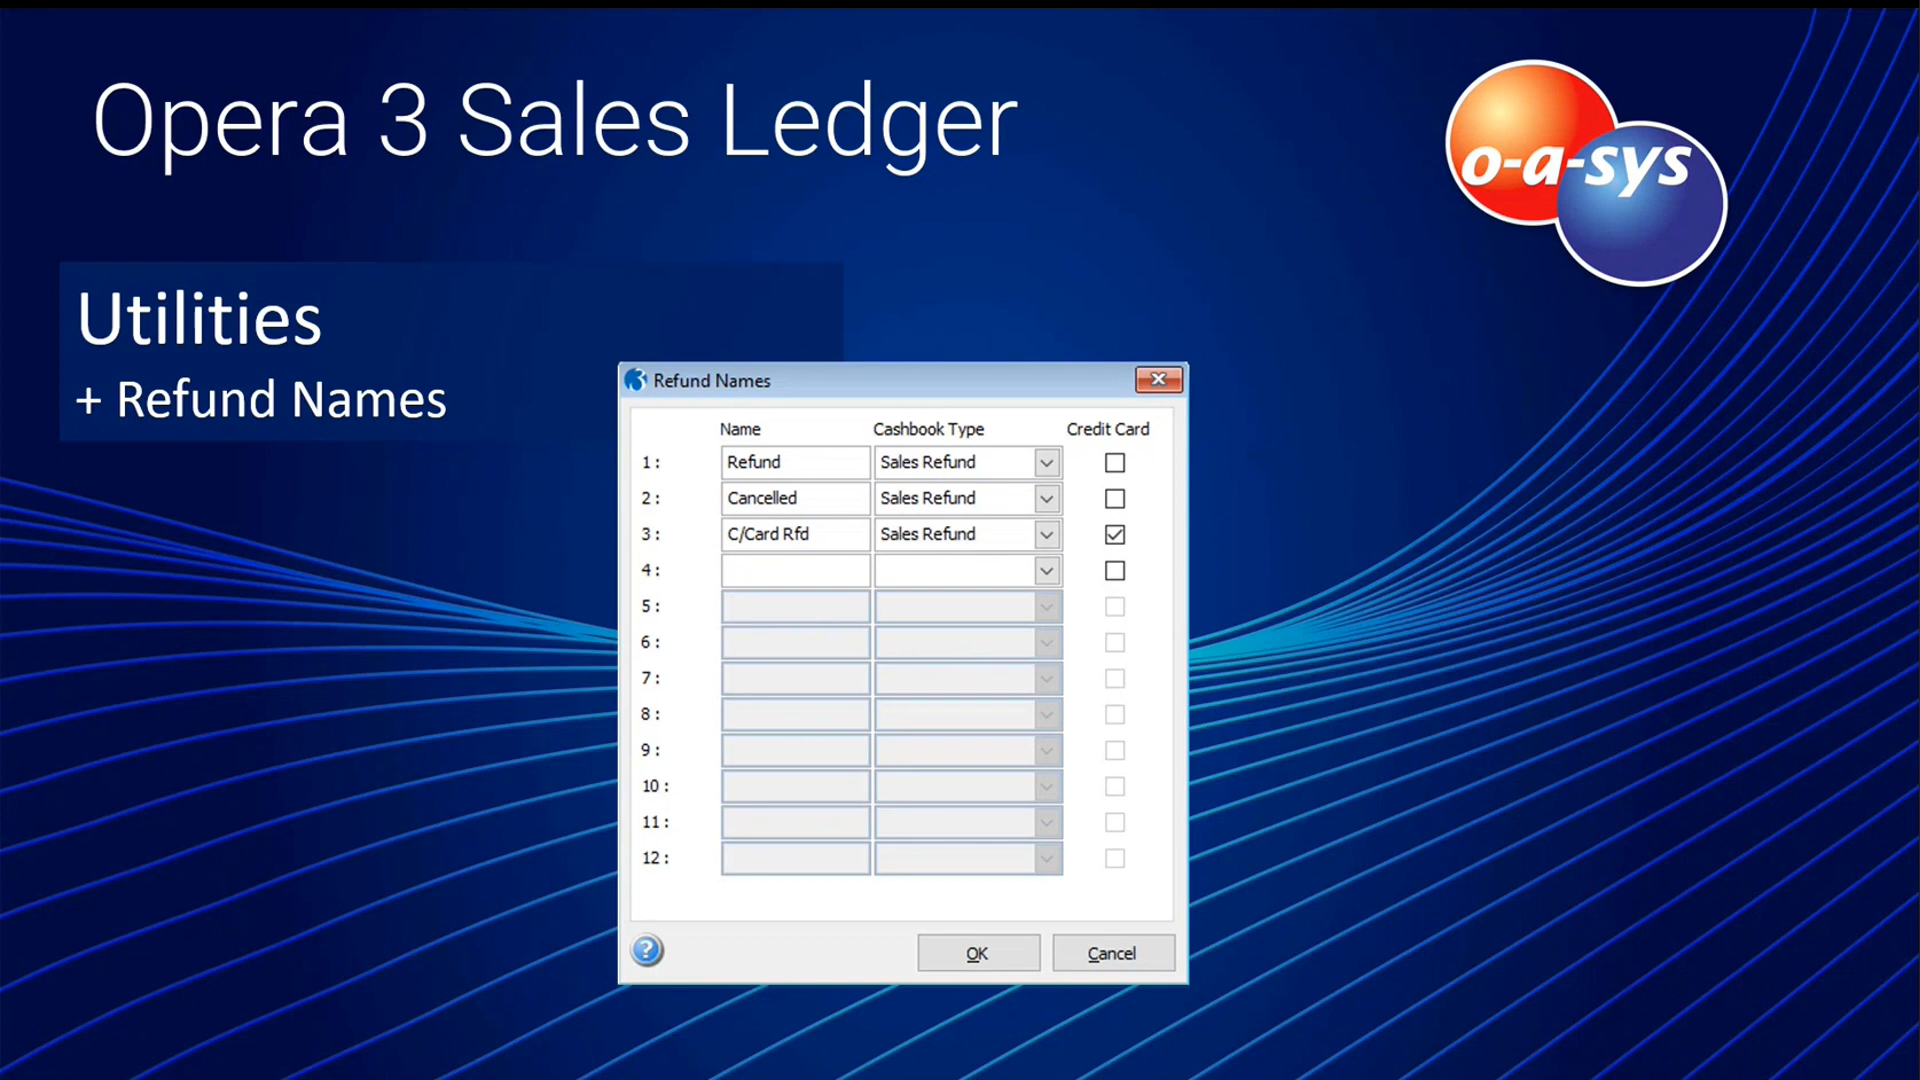 Opera 3 Sales Ledger
o-a-sys
Utilities
+ Refund Names
Refund Names
Name Cashbook Type Credit Card
1 : Refund Sales Refund
2 : Cancelled Sales Refund
3 : C/Card Rfd Sales Refund
4 :
5 :
6 :
7 :
8 :
9 :
10 :
11 :
12 :
? OK Cancel